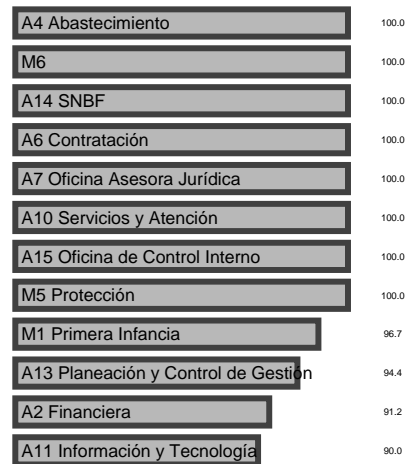 A4 Abastecimiento 100.0
M6 100.0
A14 SNBF 100.0
A6 Contratación 100.0
A7 Oficina Asesora Jurídica 100.0
A10 Servicios y Atención 100.0
A15 Oficina de Control Interno 100.0
M5 Protección 100.0
M1 Primera Infancia 96.7
A13 Planeación y Control de Gestión 94.4
A2 Financiera 91.2
A11 Información y Tecnología 90.0